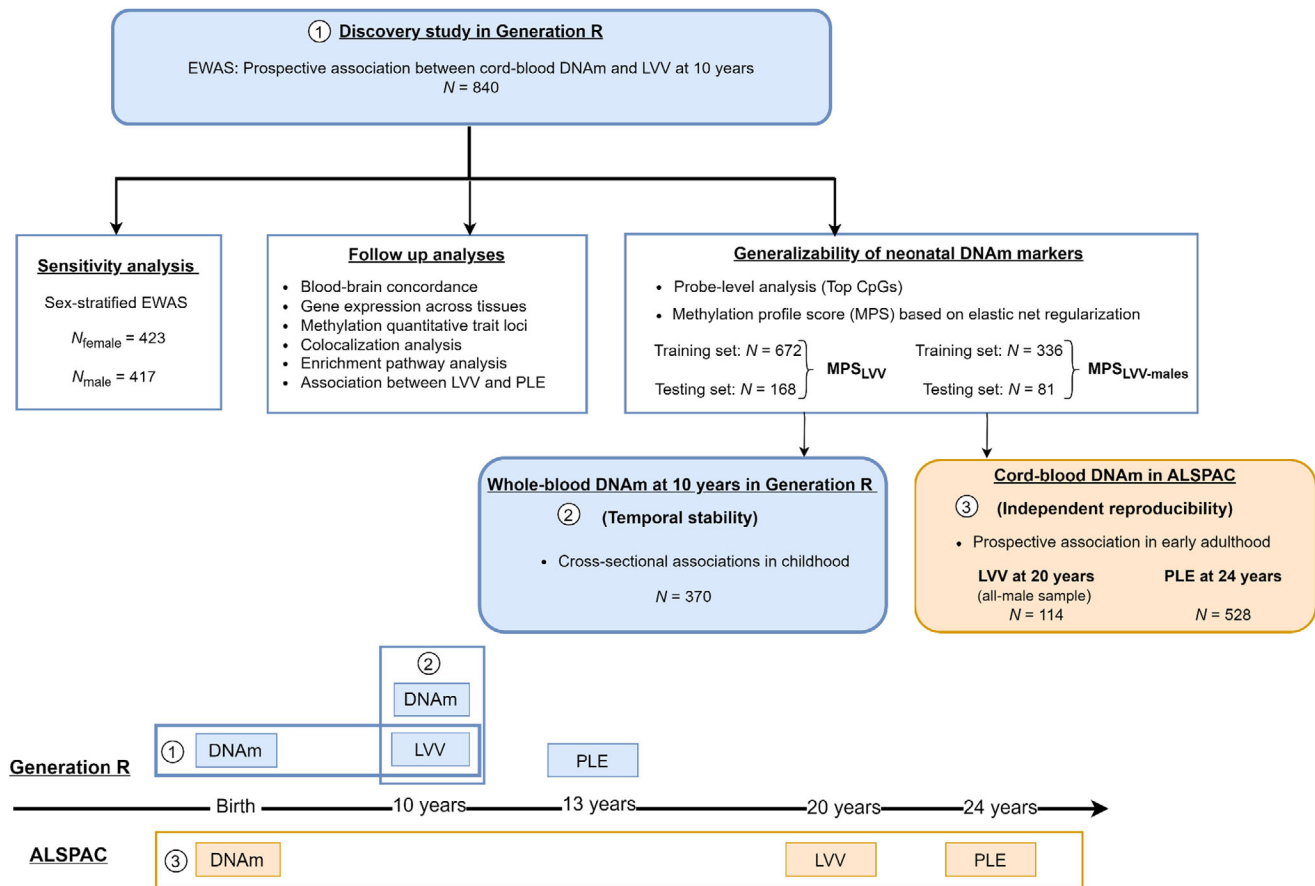 ① Discovery study in Generation R
EWAS: Prospective association between cord-blood DNAm and LVV at 10 years
N = 840
Sensitivity analysis
Sex-stratified EWAS
Nfemale = 423
Nmale = 417
Follow up analyses
• Blood-brain concordance
• Gene expression across tissues
• Methylation quantitative trait loci
• Colocalization analysis
• Enrichment pathway analysis
• Association between LVV and PLE
Generalizability of neonatal DNAm markers
• Probe-level analysis (Top CpGs)
• Methylation profile score (MPS) based on elastic net regularization
Training set: N = 672
Testing set: N = 168
MPSLVV
Training set: N = 336
Testing set: N = 81
MPSLVV-males
Whole-blood DNAm at 10 years in Generation R
② (Temporal stability)
• Cross-sectional associations in childhood
N = 370
Cord-blood DNAm in ALSPAC
③ (Independent reproducibility)
• Prospective association in early adulthood
LVV at 20 years
(all-male sample)
N = 114
PLE at 24 years
N = 528
②
DNAm
① DNAm LVV
PLE
Generation R
Birth 10 years 13 years 20 years 24 years
ALSPAC
③ DNAm LVV PLE